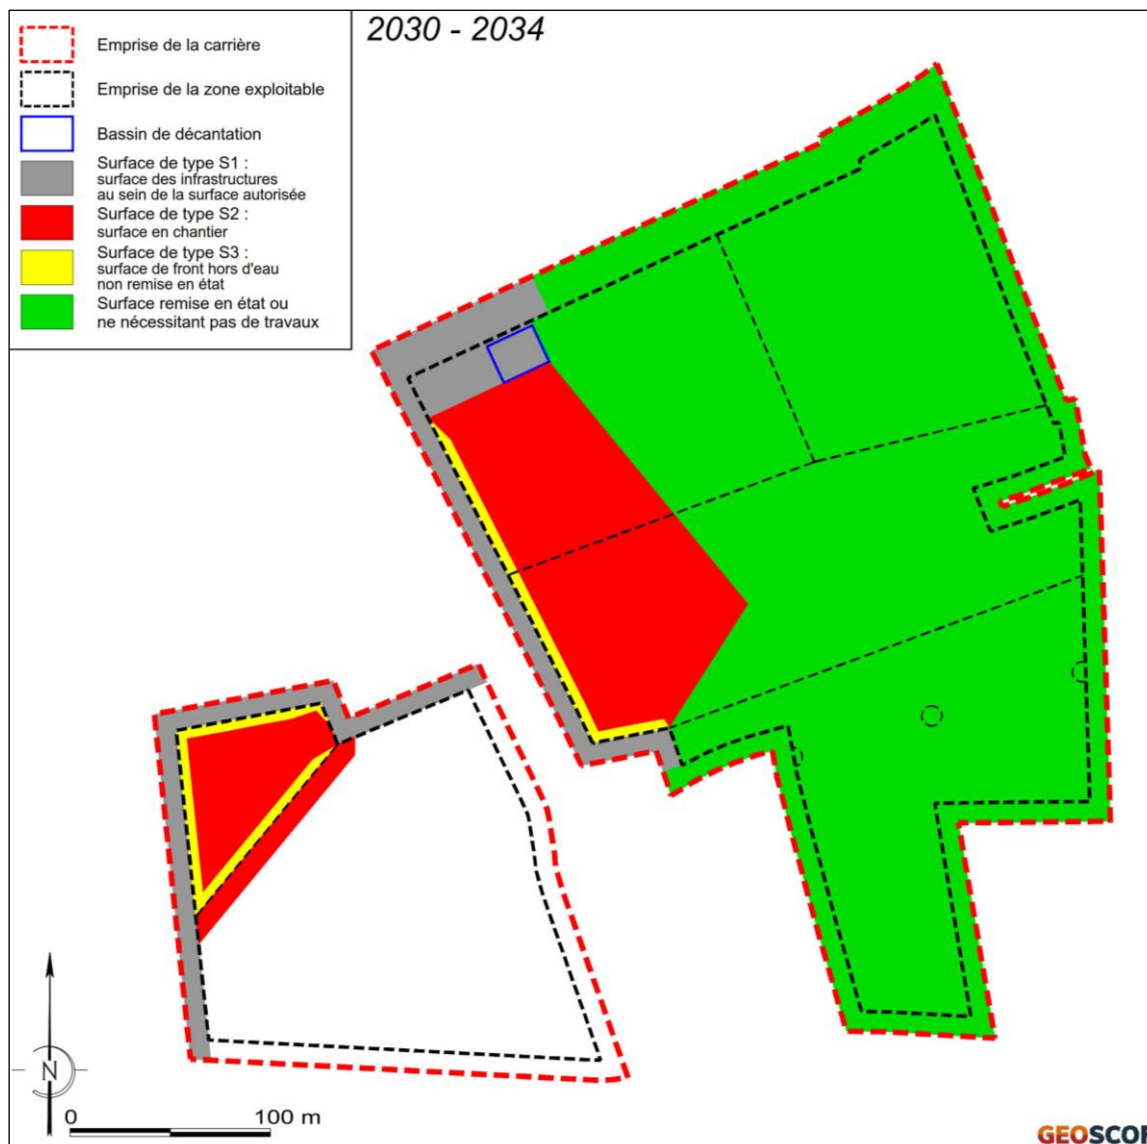 2030 - 2034
Emprise de la carrière
Emprise de la zone exploitable
Bassin de décantation
Surface de type S1 :
surface des infrastructures
au sein de la surface autorisée
Surface de type S2 :
surface en chantier
Surface de type S3 :
surface de front hors d'eau
non remise en état
Surface remise en état ou
ne nécessitant pas de travaux
N
0 100 m
GEOSCOP